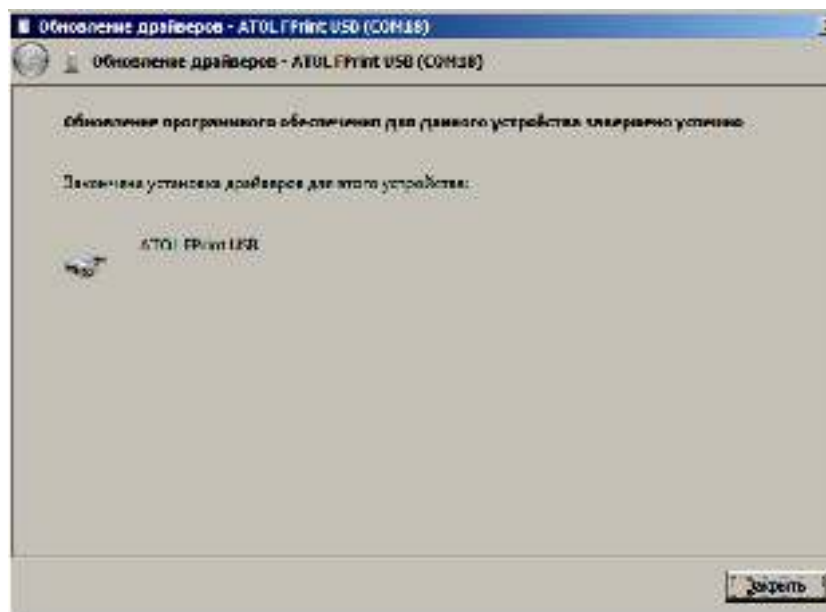 Обновление драйверов - ATOL FPrint USB (COM18)
Обновление драйверов - ATOL FPrint USB (COM18)
Обновление программного обеспечения для данного устройства завершено успешно
Закончена установка драйверов для этого устройства:
ATOL FPrint USB
Закрыть